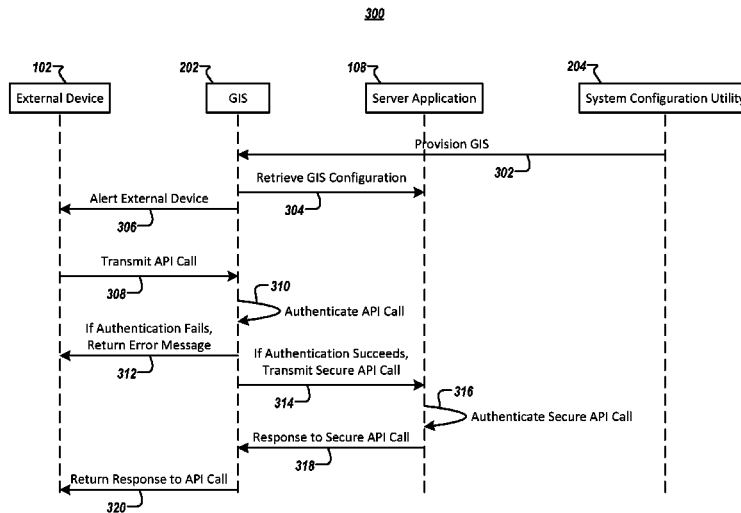 300
102
202
108
204
External Device
GIS
Server Application
System Configuration Utility
Provision GIS
302
Retrieve GIS Configuration
304
Alert External Device
306
Transmit API Call
308
310
Authenticate API Call
If Authentication Fails,
Return Error Message
312
If Authentication Succeeds,
Transmit Secure API Call
314
316
Authenticate Secure API Call
Response to Secure API Call
318
Return Response to API Call
320